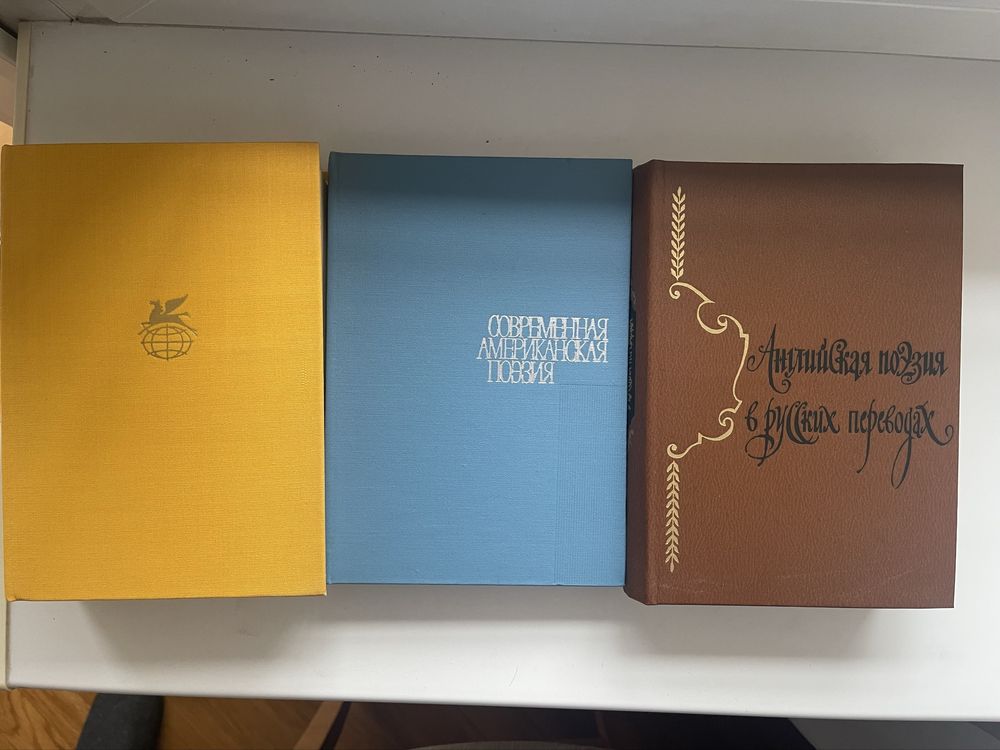 СОВРЕМЕННАЯ
АМЕРИКАНСКАЯ
ПОЭЗИЯ
Английская поэзия
в русских переводах